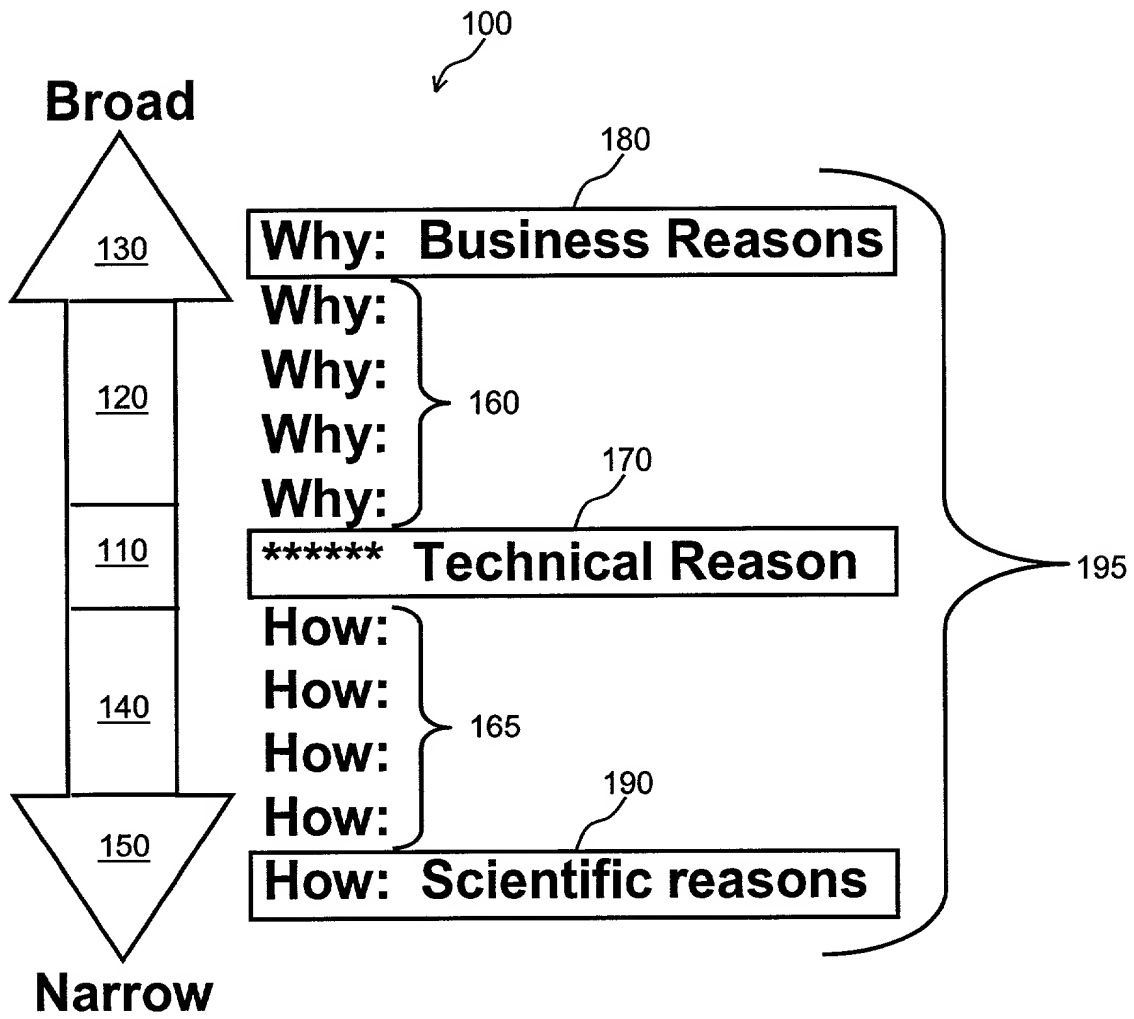 100
Broad
180
130
Why: Business Reasons
Why:
Why:
120
160
Why:
170
Why:
110
****** Technical Reason
195
How:
How:
140
165
How:
190
How:
150
How: Scientific reasons
Narrow